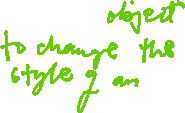 object"
to change the
style of an